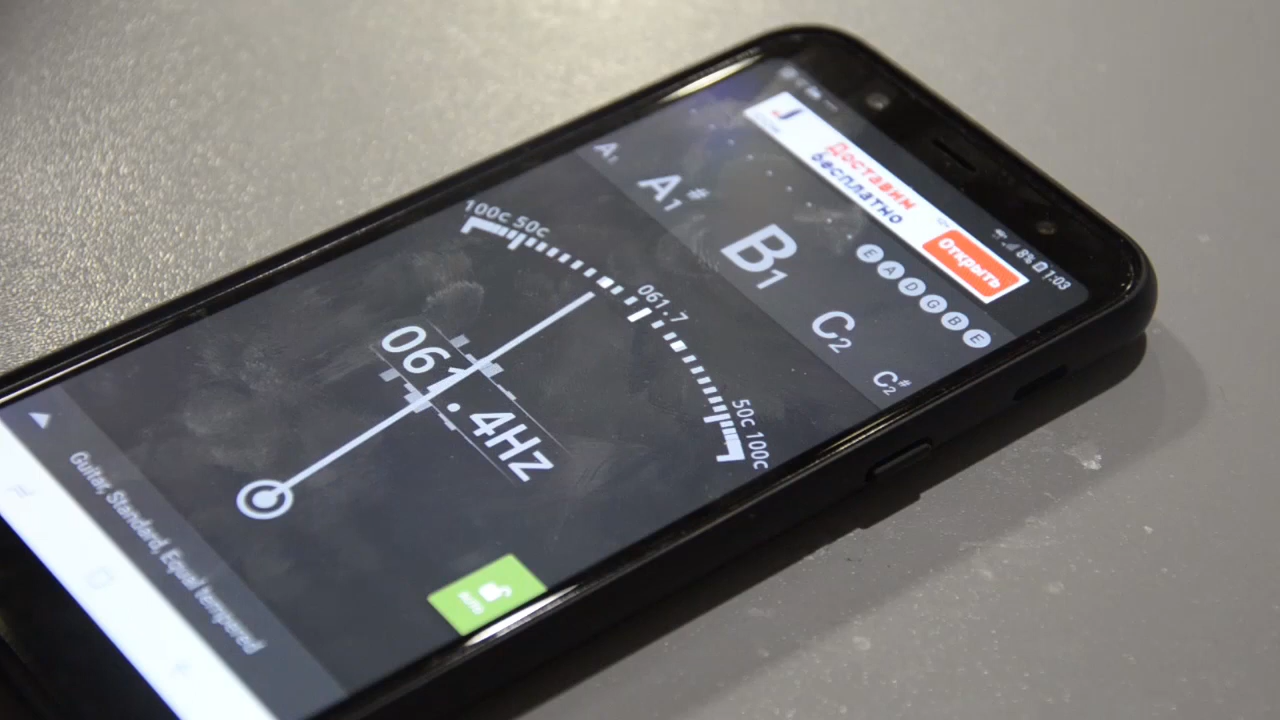 8% 1:03
Доставим
бесплатно
Открыть
E A D G B E
A₁
A₁#
B₁
C₂
C₂#
100c 50c
061.7
50c 100c
061.4Hz
auto
Guitar, Standard, Equal tempered